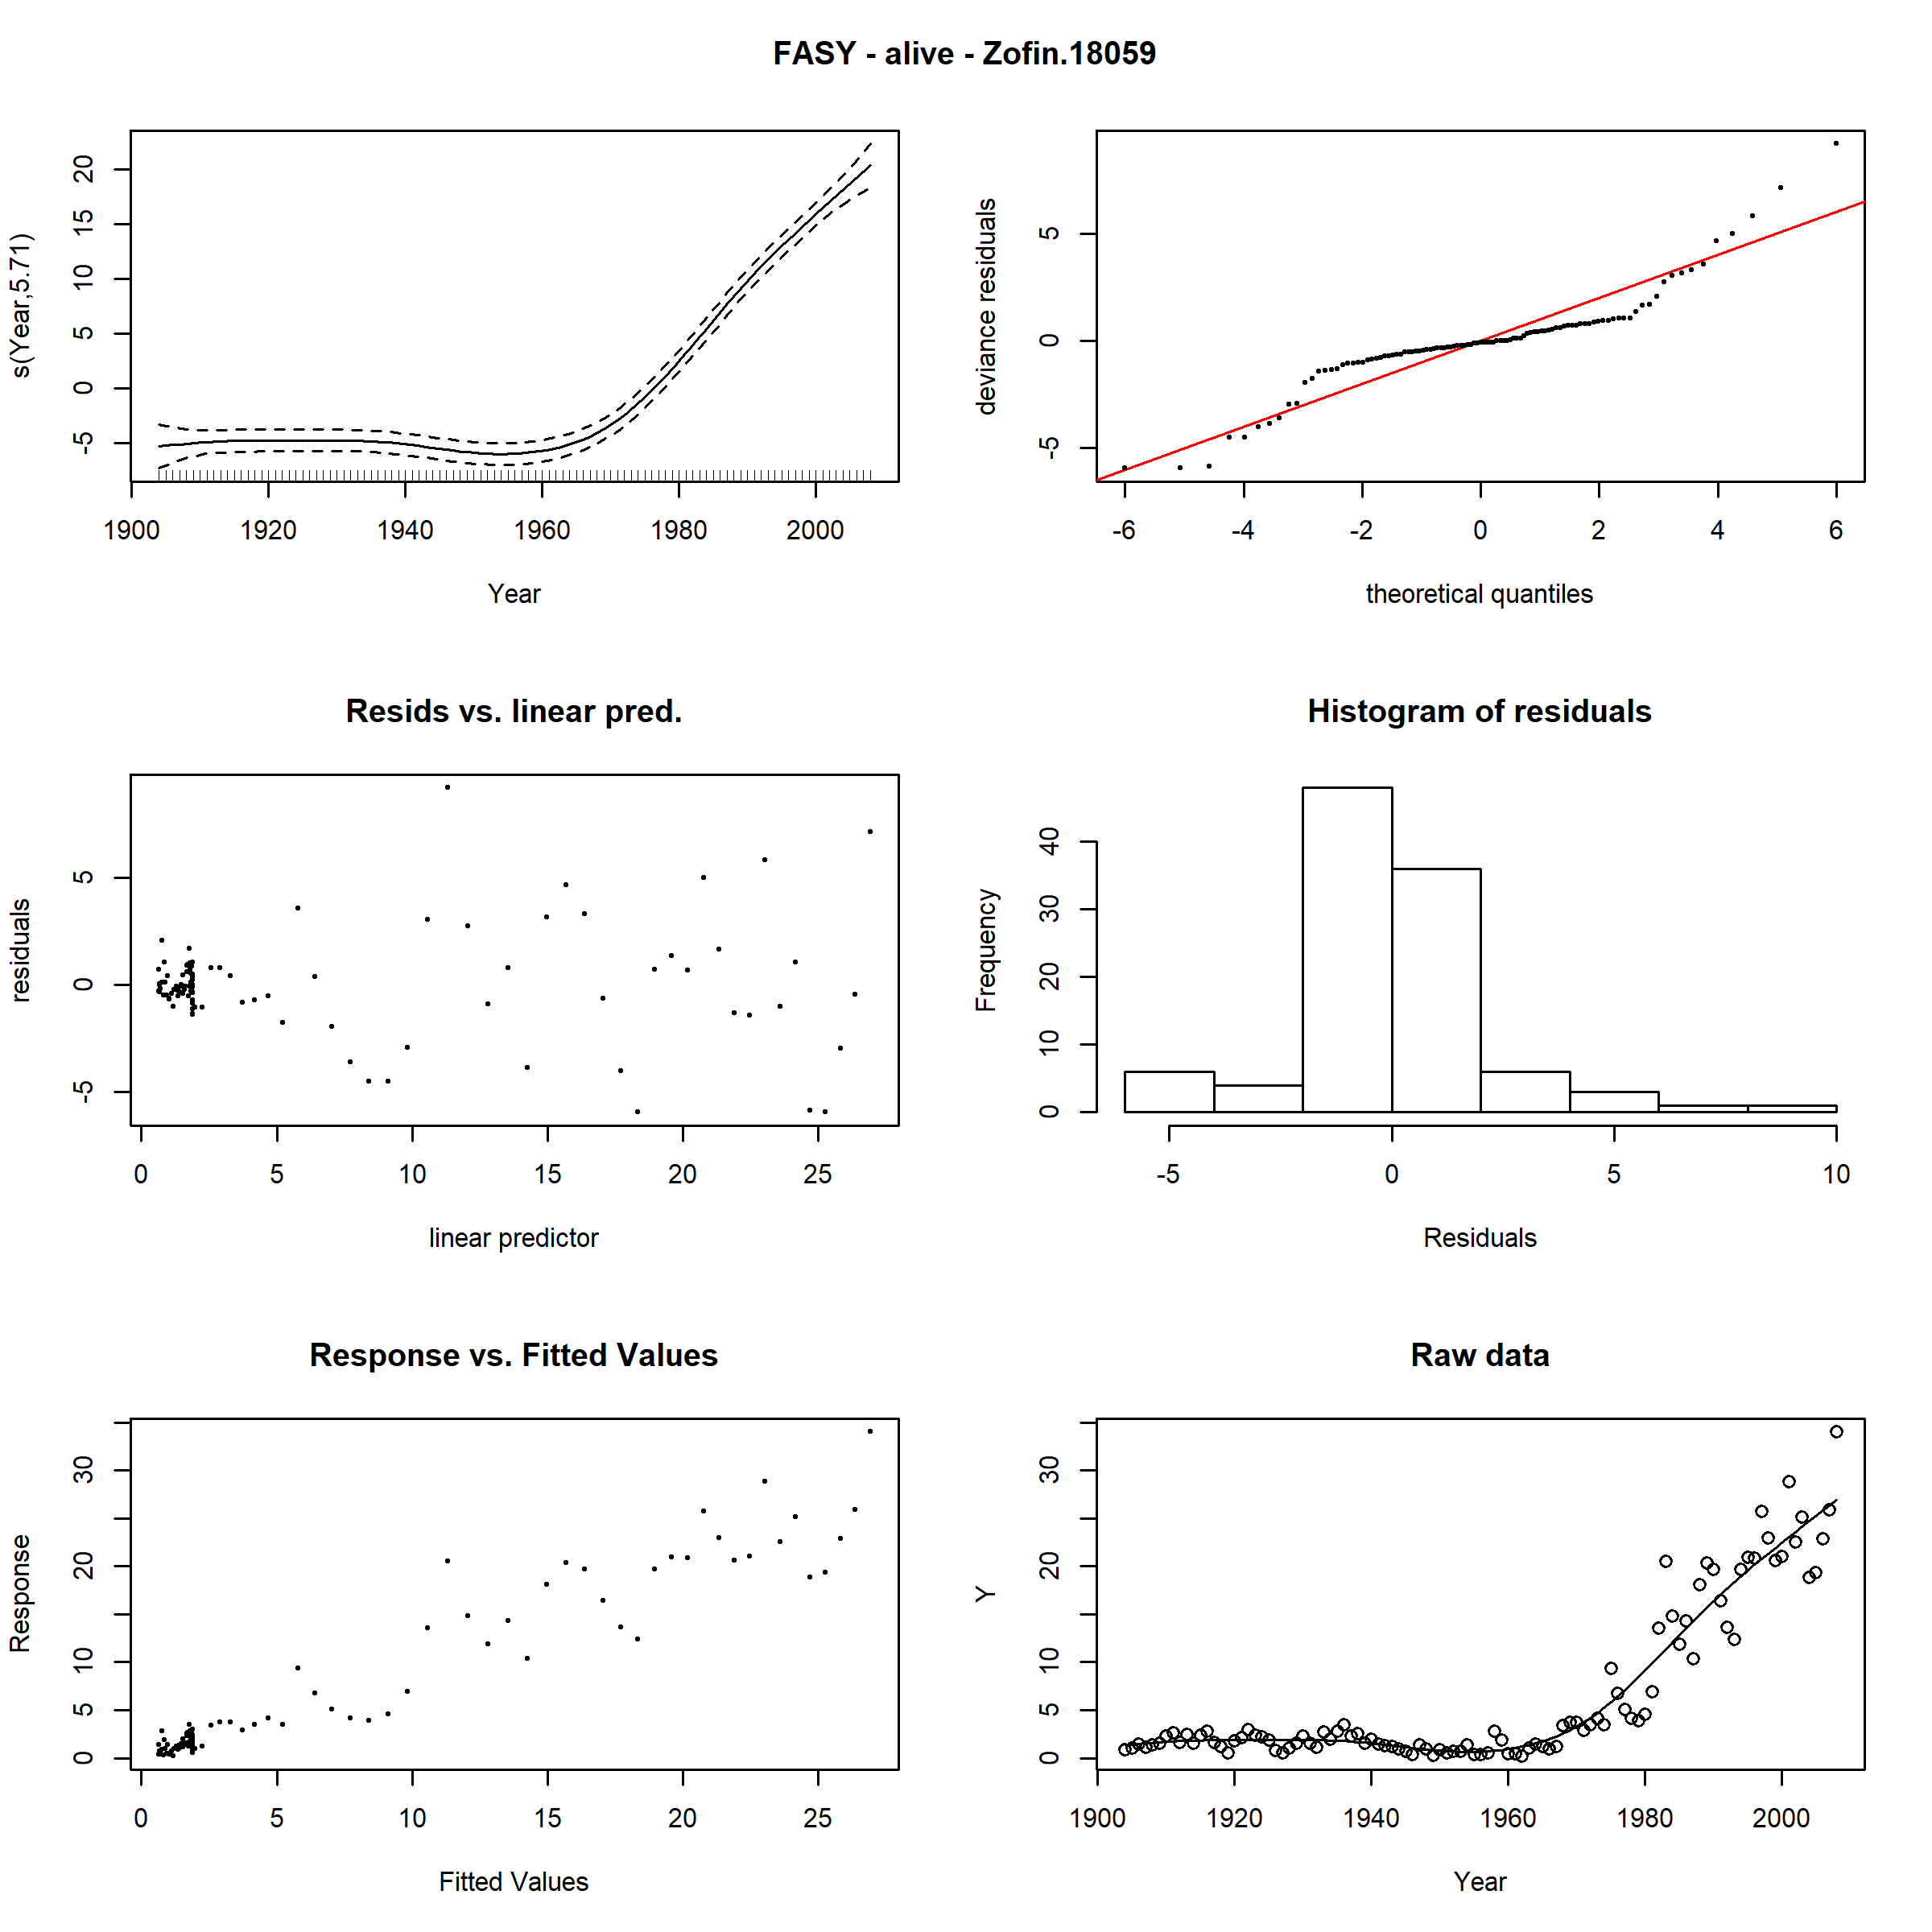 FASY - alive - Zofin.18059
s(Year,5.71)
-5 0 5 10 15 20
1900 1920 1940 1960 1980 2000
Year
deviance residuals
-5 0 5
-6 -4 -2 0 2 4 6
theoretical quantiles
Resids vs. linear pred.
residuals
-5 0 5
0 5 10 15 20 25
linear predictor
Histogram of residuals
Frequency
0 10 20 30 40
-5 0 5 10
Residuals
Response vs. Fitted Values
Response
0 5 10 20 30
0 5 10 15 20 25
Fitted Values
Raw data
Y
0 5 10 20 30
1900 1920 1940 1960 1980 2000
Year